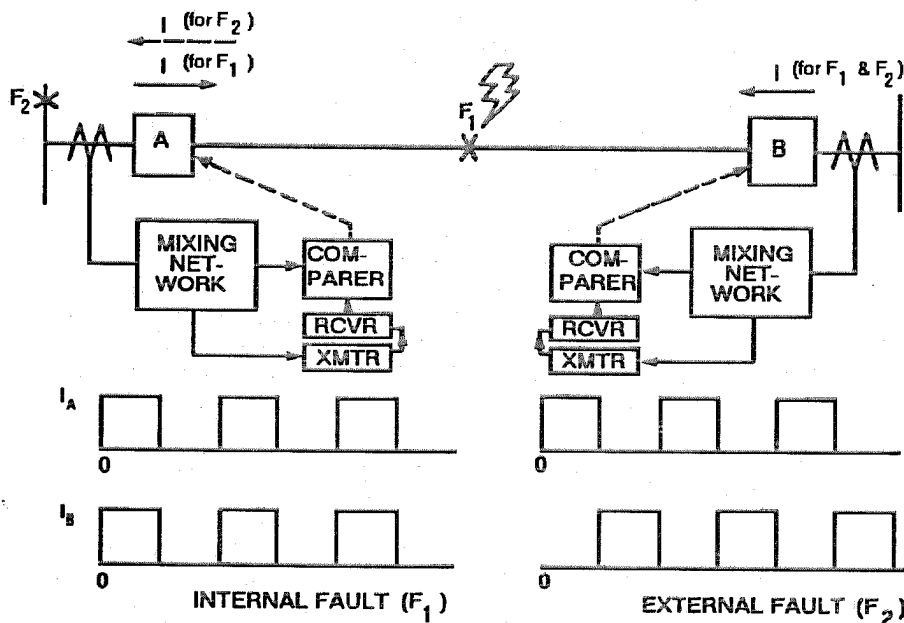 I (for F2)
I (for F1)
I (for F1 & F2)
F2
F1
A
B
MIXING
NET-
WORK
COM-
PARER
RCVR
XMTR
COM-
PARER
RCVR
XMTR
MIXING
NET-
WORK
IA
0
0
IB
0
0
INTERNAL FAULT (F1)
EXTERNAL FAULT (F2)